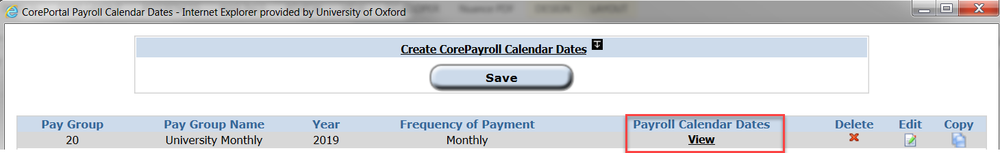 CorePortal Payroll Calendar Dates - Internet Explorer provided by University of Oxford
Create CorePayroll Calendar Dates
Save
Pay Group Pay Group Name Year Frequency of Payment Payroll Calendar Dates Delete Edit Copy
20 University Monthly 2019 Monthly View